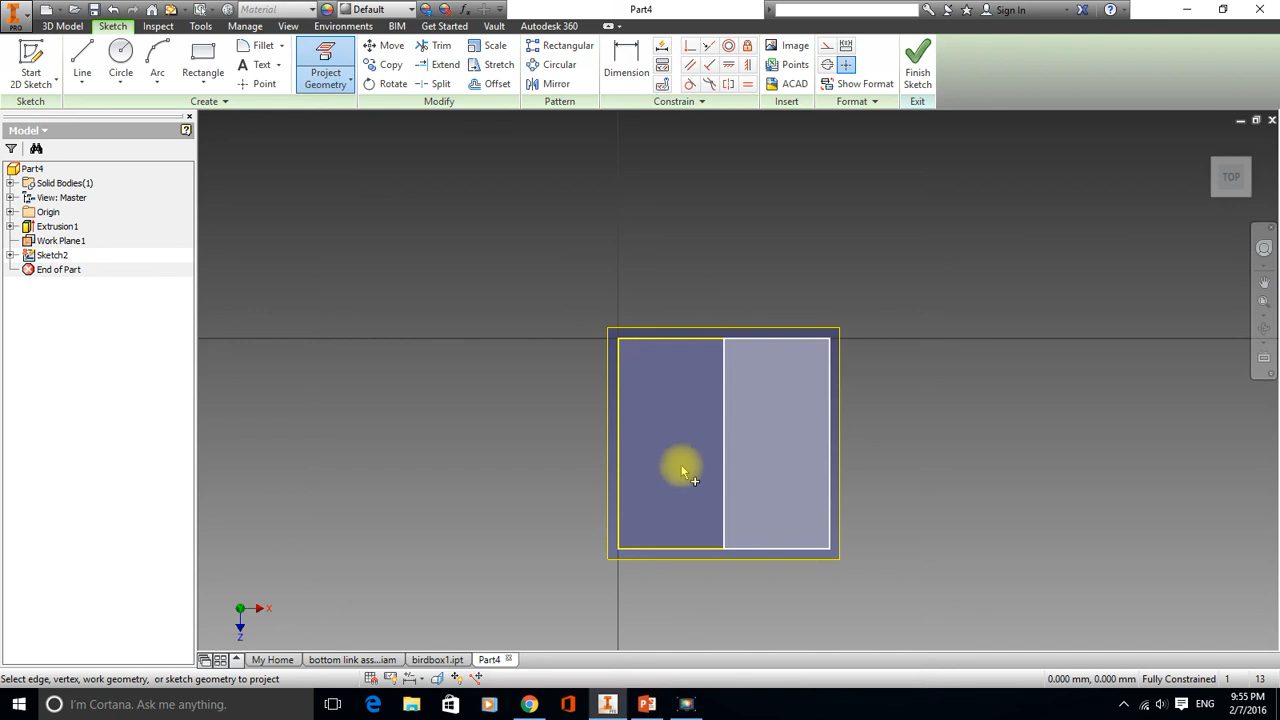 PRO
Material
Default
Part4
Sign In
3D Model
Sketch
Inspect
Tools
Manage
View
Environments
BIM
Get Started
Vault
Autodesk 360
Start
2D Sketch
Line
Circle
Arc
Rectangle
Fillet
Text
Point
Project
Geometry
Move
Copy
Rotate
Trim
Extend
Split
Scale
Stretch
Offset
Rectangular
Circular
Mirror
Dimension
Image
Points
ACAD
Show Format
Finish
Sketch
Sketch
Create
Modify
Pattern
Constrain
Insert
Format
Exit
Model
Part4
Solid Bodies(1)
View: Master
Origin
Extrusion1
Work Plane1
Sketch2
End of Part
TOP
X
Z
My Home
bottom link ass....iam
birdbox1.ipt
Part4
Select edge, vertex, work geometry, or sketch geometry to project
0.000 mm, 0.000 mm
Fully Constrained
1
13
I'm Cortana. Ask me anything.
ENG
9:55 PM
2/7/2016